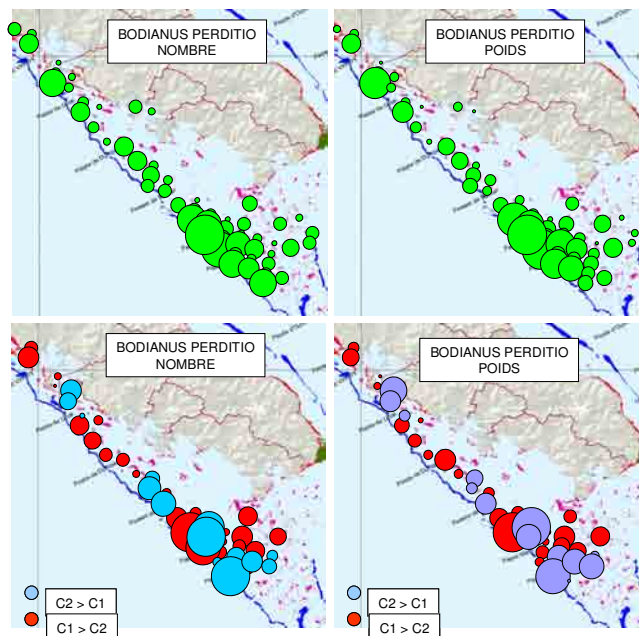 BODIANUS PERDITIO
NOMBRE
BODIANUS PERDITIO
POIDS
BODIANUS PERDITIO
NOMBRE
C2 > C1
C1 > C2
BODIANUS PERDITIO
POIDS
C2 > C1
C1 > C2